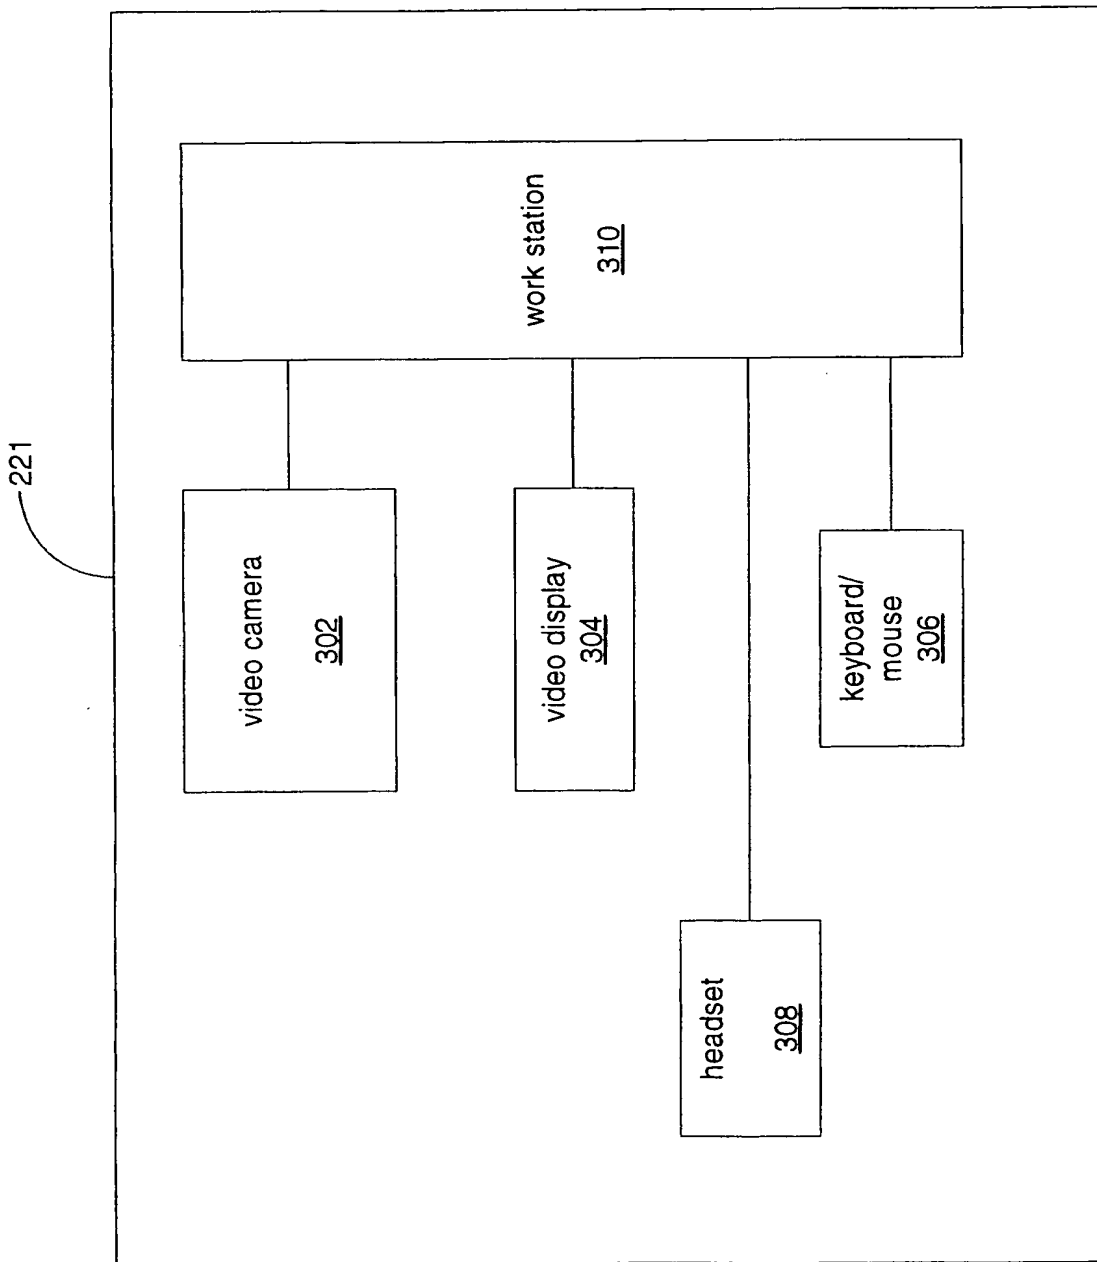 221
video camera
302
video display
304
headset
308
keyboard/
mouse
306
work station
310